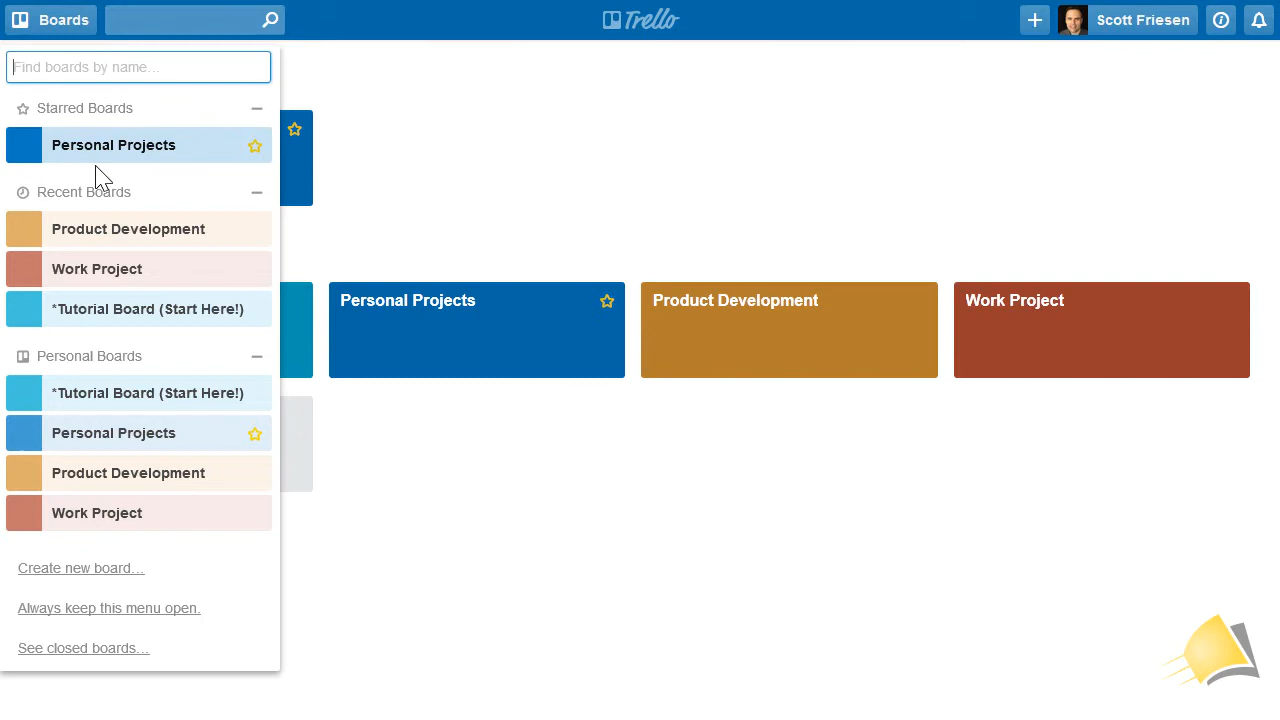 Boards
Trello
Scott Friesen
Find boards by name...
Starred Boards
Personal Projects
Recent Boards
Product Development
Work Project
*Tutorial Board (Start Here!)
Personal Boards
*Tutorial Board (Start Here!)
Personal Projects
Product Development
Work Project
Create new board...
Always keep this menu open.
See closed boards...
Personal Projects
Product Development
Work Project